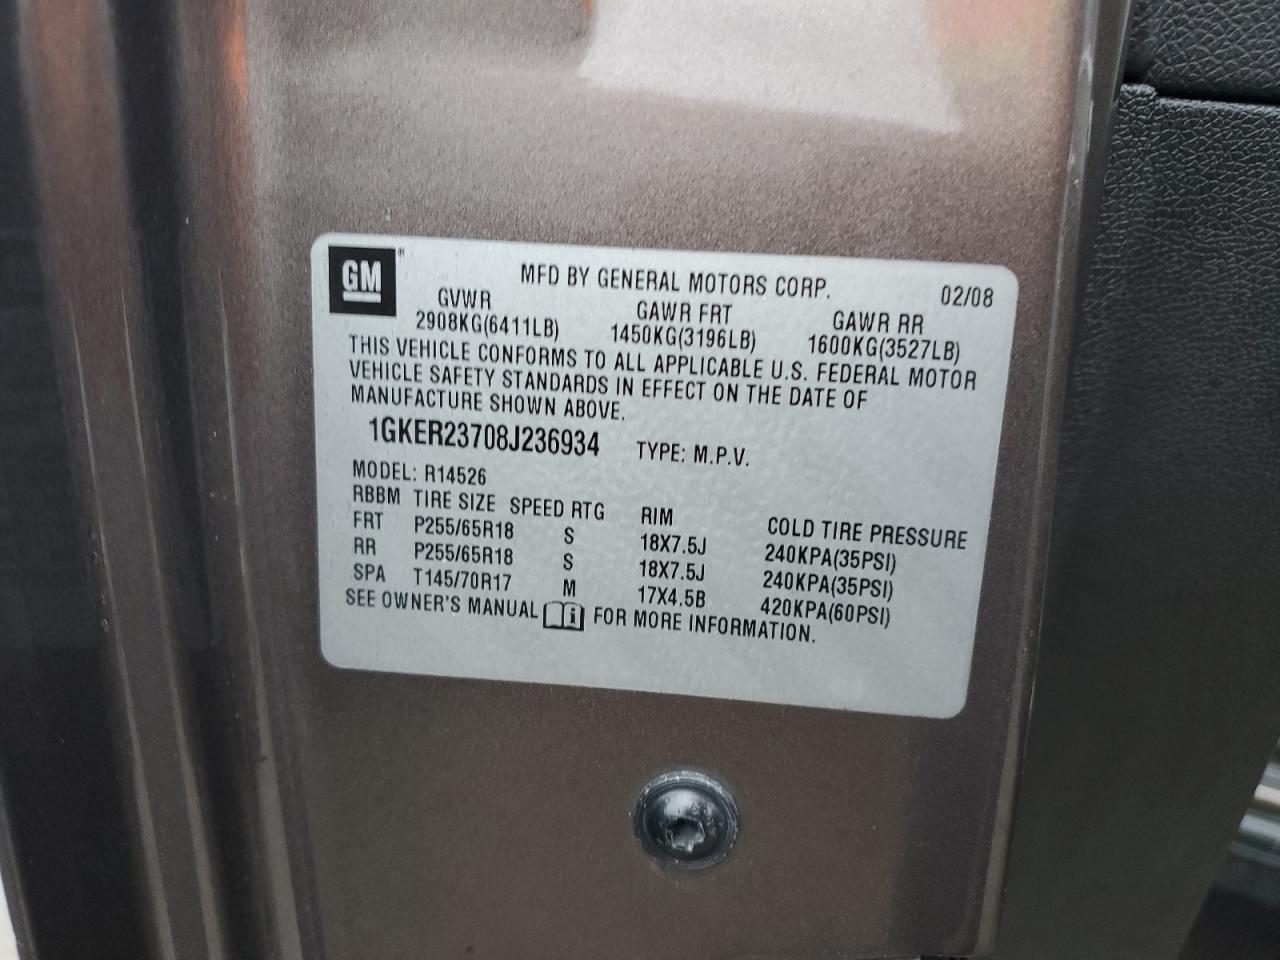 GM
MFD BY GENERAL MOTORS CORP. 02/08
GVWR GAWR FRT GAWR RR
2908KG(6411LB) 1450KG(3196LB) 1600KG(3527LB)
THIS VEHICLE CONFORMS TO ALL APPLICABLE U.S. FEDERAL MOTOR
VEHICLE SAFETY STANDARDS IN EFFECT ON THE DATE OF
MANUFACTURE SHOWN ABOVE.
1GKER23708J236934 TYPE: M.P.V.
MODEL: R14526
RBBM TIRE SIZE SPEED RTG RIM COLD TIRE PRESSURE
FRT P255/65R18 S 18X7.5J 240KPA(35PSI)
RR P255/65R18 S 18X7.5J 240KPA(35PSI)
SPA T145/70R17 M 17X4.5B 420KPA(60PSI)
SEE OWNER'S MANUAL i FOR MORE INFORMATION.